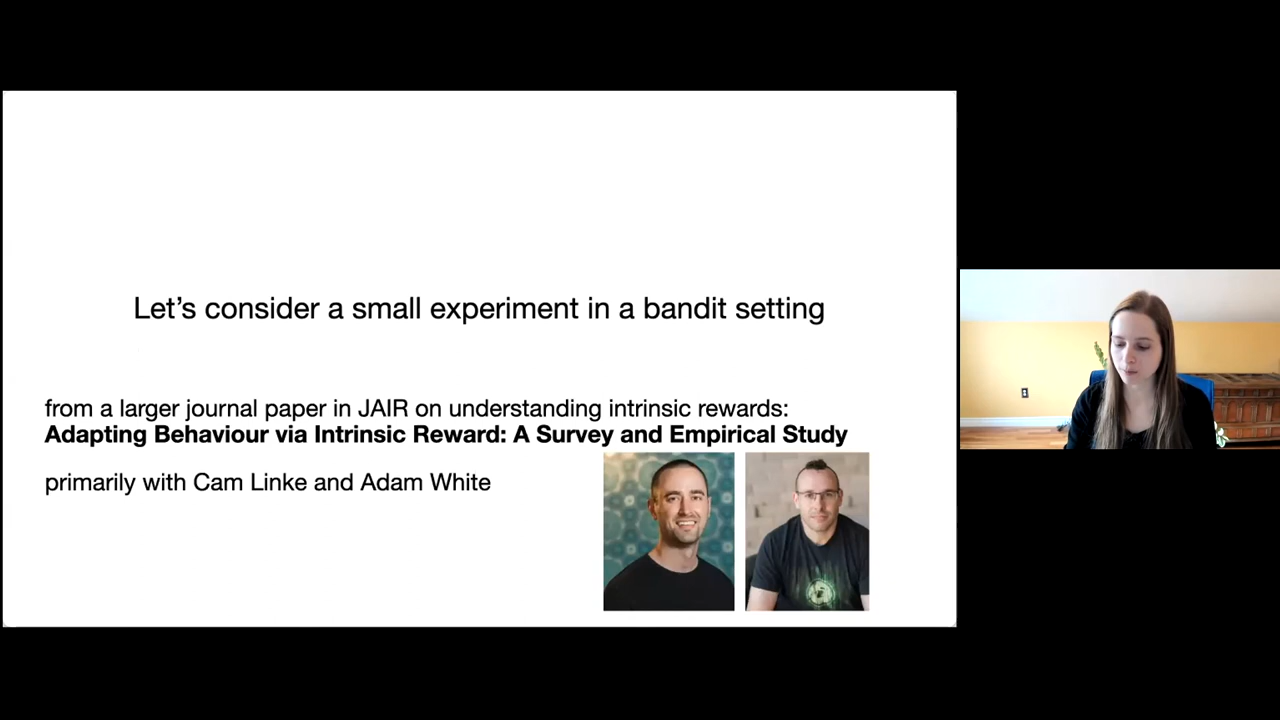 Let’s consider a small experiment in a bandit setting
from a larger journal paper in JAIR on understanding intrinsic rewards:
Adapting Behaviour via Intrinsic Reward: A Survey and Empirical Study
primarily with Cam Linke and Adam White